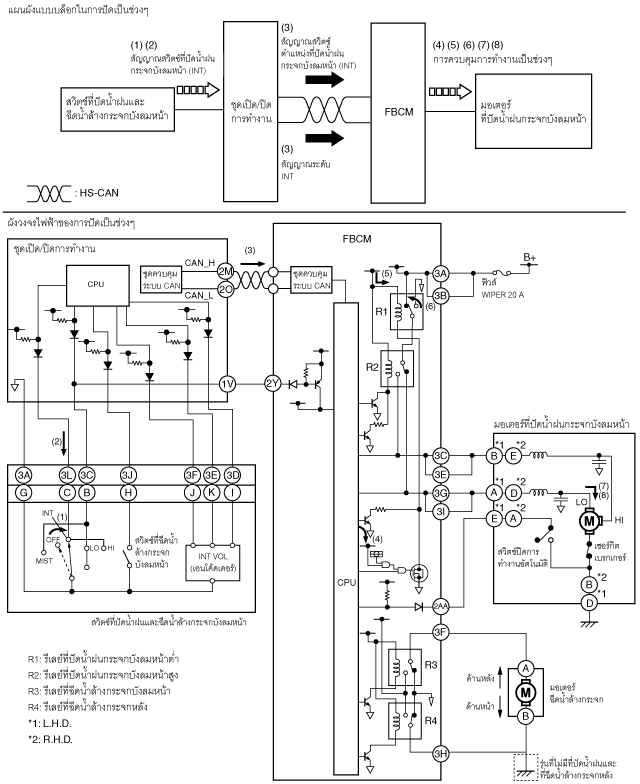 แผนผังแบบบล็อกในการปัดเป็นช่วงๆ
(1) (2)
สัญญาณสวิตช์ที่ปัดน้ำฝน
กระจกบังลมหน้า (INT)
(3)
สัญญาณสวิตช์
ตำแหน่งที่ปัดน้ำฝน
กระจกบังลมหน้า (INT)
(4) (5) (6) (7) (8)
การควบคุมการทำงานเป็นช่วงๆ
สวิตช์ที่ปัดน้ำฝนและ
ฉีดน้ำล้างกระจกบังลมหน้า
ชุดเปิด/ปิด
การทำงาน
FBCM
มอเตอร์
ที่ปัดน้ำฝนกระจกบังลมหน้า
(3)
สัญญาณระดับ
INT
: HS-CAN
ผังวงจรไฟฟ้าของการปัดเป็นช่วงๆ
ชุดเปิด/ปิดการทำงาน
FBCM
CAN_H
CAN_L
CPU
ชุดควบคุม
ระบบ CAN
2M
2O
(3)
ชุดควบคุม
ระบบ CAN
(5)
(6)
3A
3B
B+
ฟิวส์
WIPER 20 A
R1
R2
1V
2Y
(2)
3A 3L 3C 3J 3F 3E 3D
G C B H J K I
INT
(1)
OFF
MIST
LO
HI
สวิตช์ที่ฉีดน้ำ
ล้างกระจก
บังลมหน้า
INT VOL
(เอนโค้ดเดอร์)
สวิตช์ที่ปัดน้ำฝนและฉีดน้ำล้างกระจกบังลมหน้า
3C
3E
3G
3I
(4)
CPU
2AA
3F
R3
R4
3H
มอเตอร์ที่ปัดน้ำฝนกระจกบังลมหน้า
*1 *2
B E
*1 *2
A D
*1 *2
E A
(7)
(8)
LO
HI
M
สวิตช์ปิดการ
ทำงานอัตโนมัติ
เซอร์กิต
เบรกเกอร์
B *2
D *1
A
ด้านหลัง
ด้านหน้า
M
มอเตอร์
ฉีดน้ำล้างกระจก
B
รุ่นที่ไม่มีที่ปัดน้ำฝนและ
ที่ฉีดน้ำล้างกระจกหลัง
R1: รีเลย์ที่ปัดน้ำฝนกระจกบังลมหน้าต่ำ
R2: รีเลย์ที่ปัดน้ำฝนกระจกบังลมหน้าสูง
R3: รีเลย์ที่ฉีดน้ำล้างกระจกบังลมหน้า
R4: รีเลย์ที่ฉีดน้ำล้างกระจกหลัง
*1: L.H.D.
*2: R.H.D.